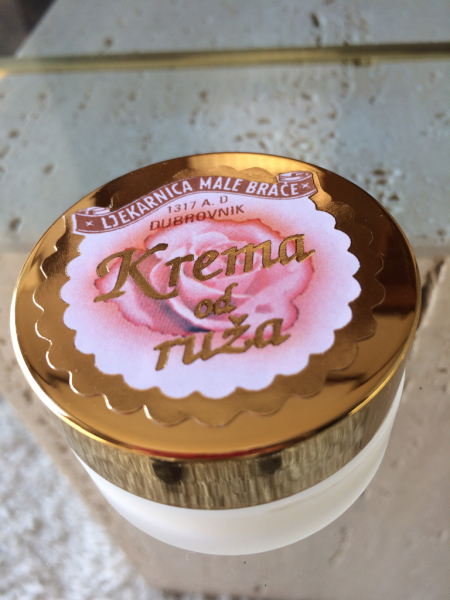 LJEKARNICA MALE BRAĆE
1317 A. D
DUBROVNIK
Krema
od
ruža